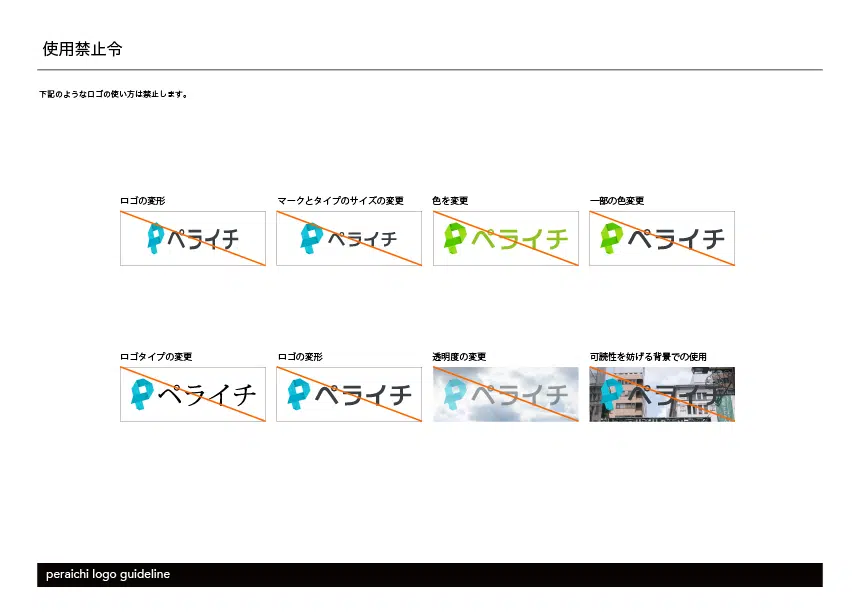 使用禁止令
下記のようなロゴの使い方は禁止します。
ロゴの変形
マークとタイプのサイズの変更
色を変更
一部の色変更
ペライチ
ペライチ
ペライチ
ペライチ
ロゴタイプの変更
ロゴの変形
透明度の変更
可読性を妨げる背景での使用
ペライチ
ペライチ
ペライチ
ペライチ
peraichi logo guideline